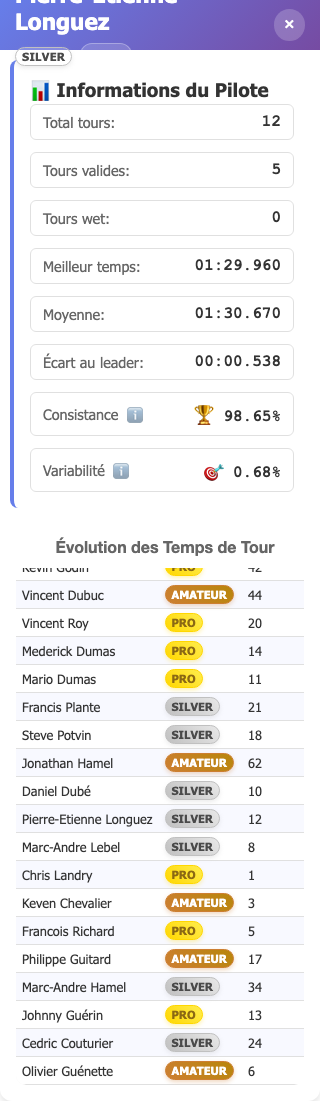 Pierre-Etienne
Longuez
×
SILVER
📊 Informations du Pilote
Total tours: 12
Tours valides: 5
Tours wet: 0
Meilleur temps: 01:29.960
Moyenne: 01:30.670
Écart au leader: 00:00.538
Consistance ℹ️ 🏆 98.65%
Variabilité ℹ️ 🎯 0.68%
Évolution des Temps de Tour
Kevin Godin PRO 42
Vincent Dubuc AMATEUR 44
Vincent Roy PRO 20
Mederick Dumas PRO 14
Mario Dumas PRO 11
Francis Plante SILVER 21
Steve Potvin SILVER 18
Jonathan Hamel AMATEUR 62
Daniel Dubé SILVER 10
Pierre-Etienne Longuez SILVER 12
Marc-Andre Lebel SILVER 8
Chris Landry PRO 1
Keven Chevalier AMATEUR 3
Francois Richard PRO 5
Philippe Guitard AMATEUR 17
Marc-Andre Hamel SILVER 34
Johnny Guérin PRO 13
Cedric Couturier SILVER 24
Olivier Guénette AMATEUR 6